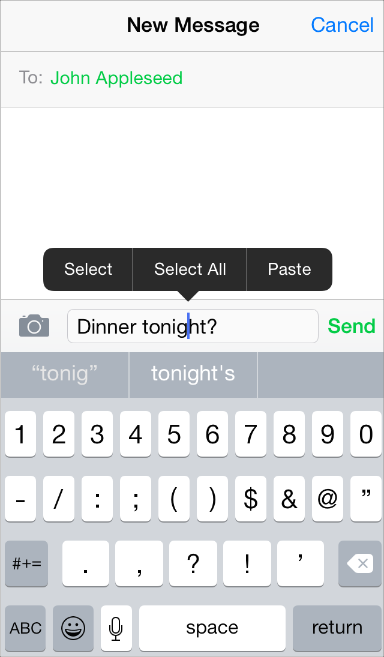 New Message Cancel
To: John Appleseed
Select Select All Paste
Dinner tonight? Send
“tonig” tonight's
1 2 3 4 5 6 7 8 9 0
- / : ; ( ) $ & @ ”
#+= . , ? ! ’
ABC space return